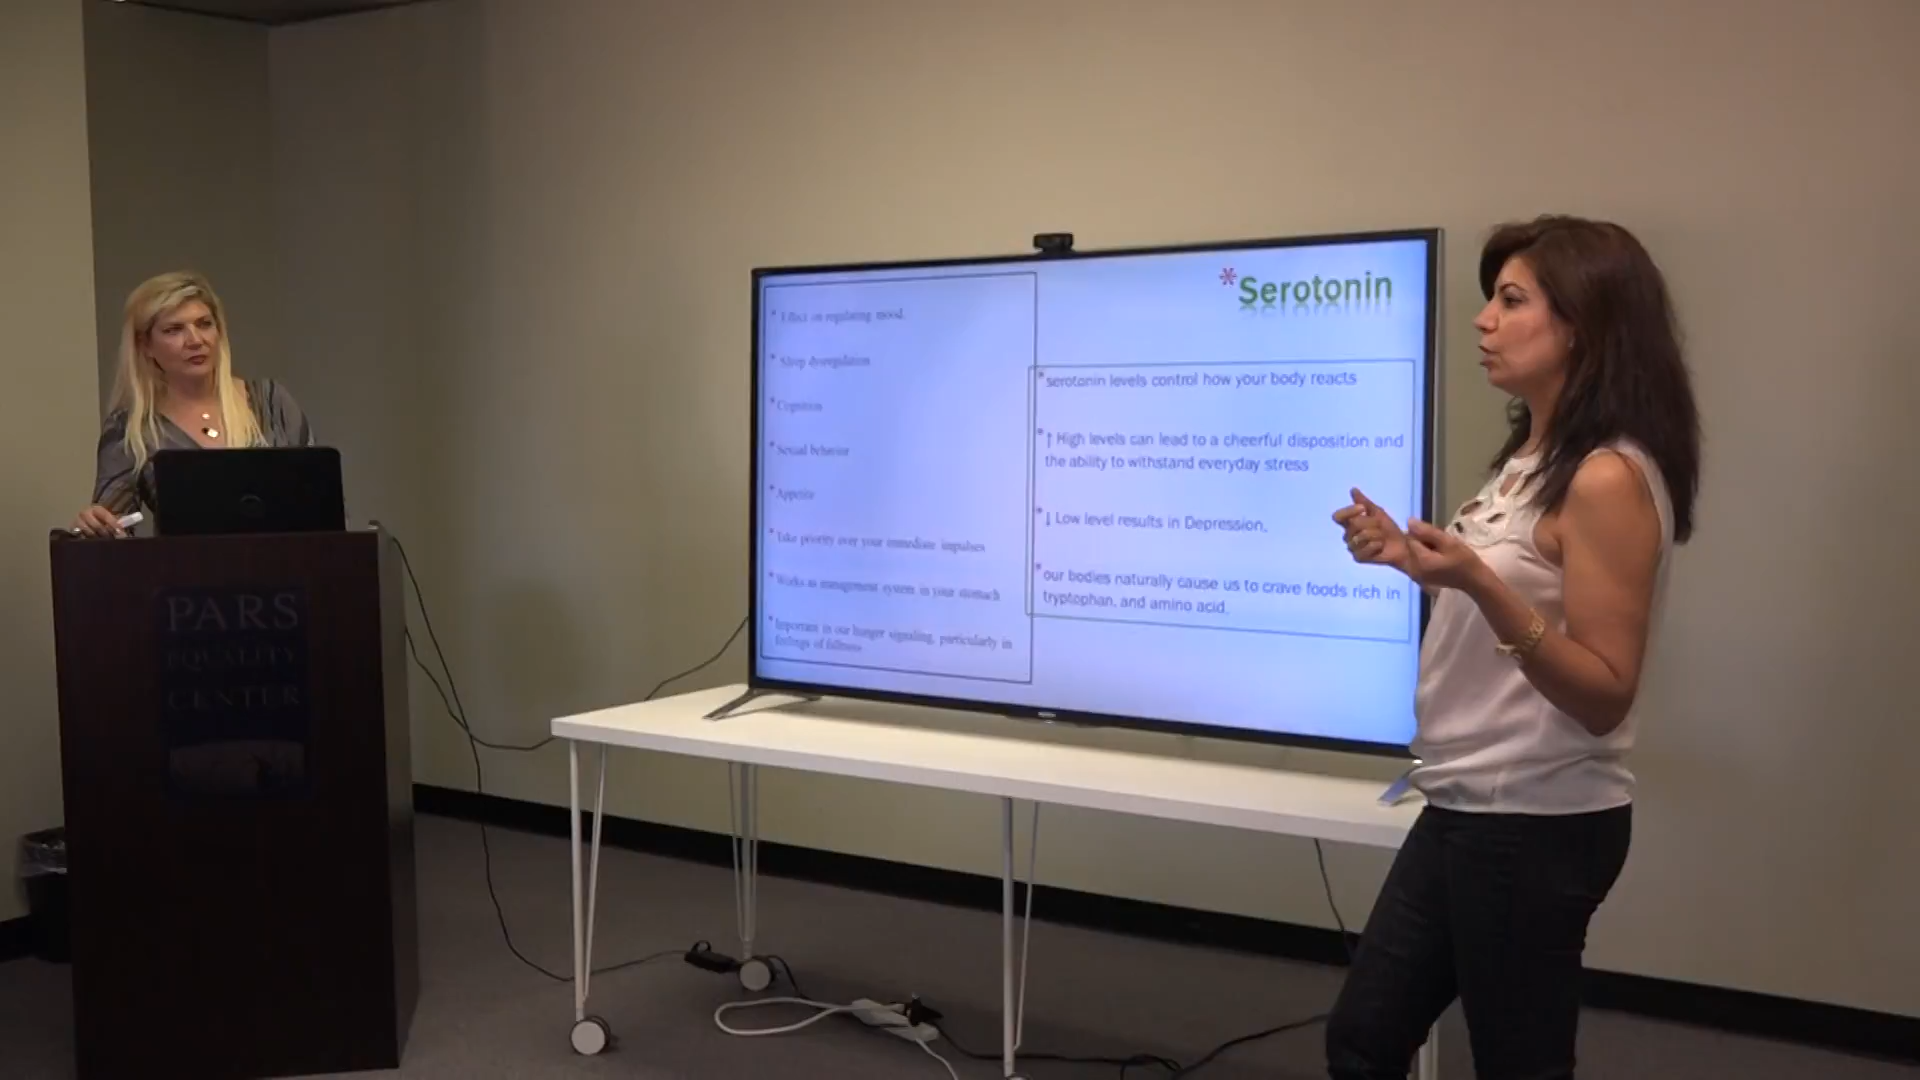 PARS
EQUALITY
CENTER
* Effect on regulating mood.
* Sleep dysregulation
* Cognition
* Sexual behavior
* Appetite
* Take priority over your immediate impulses
* Works as management system in your stomach
* Important in our hunger signaling, particularly in
feelings of fullness
*Serotonin
* serotonin levels control how your body reacts
* ↑ High levels can lead to a cheerful disposition and
the ability to withstand everyday stress
* ↓ Low level results in Depression.
* our bodies naturally cause us to crave foods rich in
tryptophan, and amino acid.